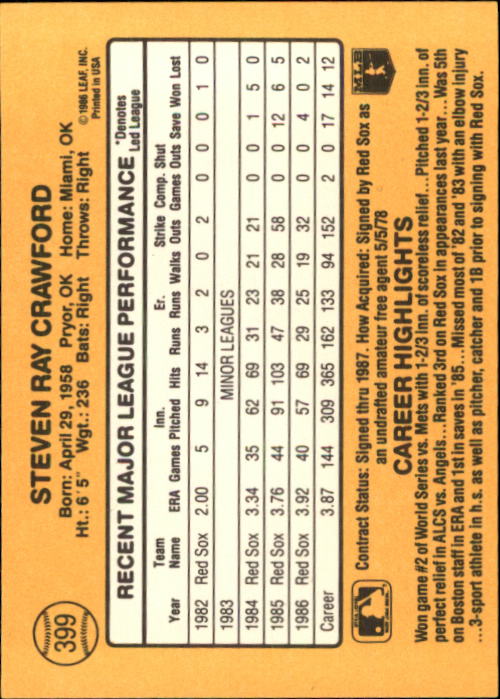 399
STEVEN RAY CRAWFORD
Born: April 29, 1958 Pryor, OK Home: Miami, OK
Ht.: 6'5" Wgt.: 236 Bats: Right Throws: Right
© 1986 LEAF, INC.
Printed in USA
RECENT MAJOR LEAGUE PERFORMANCE *Denotes Led League
Year Team Name ERA Games Inn. Pitched Hits Runs Er. Runs Walks Strike Outs Comp. Games Shut Outs Save Won Lost
1982 Red Sox 2.00 5 9 14 3 2 0 2 0 0 0 1 0
1983 MINOR LEAGUES
1984 Red Sox 3.34 35 62 69 31 23 21 21 0 0 1 5 0
1985 Red Sox 3.76 44 91 103 47 38 28 58 0 0 12 6 5
1986 Red Sox 3.92 40 57 69 29 25 19 32 0 0 4 0 2
Career 3.87 144 309 365 162 133 94 152 2 0 17 14 12
Contract Status: Signed thru 1987. How Acquired: Signed by Red Sox as
an undrafted amateur free agent 5/5/78
MLB
CAREER HIGHLIGHTS
Won game #2 of World Series vs. Mets with 1-2/3 inn. of scoreless relief... Pitched 1-2/3 inn. of
perfect relief in ALCS vs. Angels... Ranked 3rd on Red Sox in appearances last year... Was 5th
on Boston staff in ERA and 1st in saves in '85... Missed most of '82 and '83 with an elbow injury
...3-sport athlete in h.s. as well as pitcher, catcher and 1B prior to signing with Red Sox.